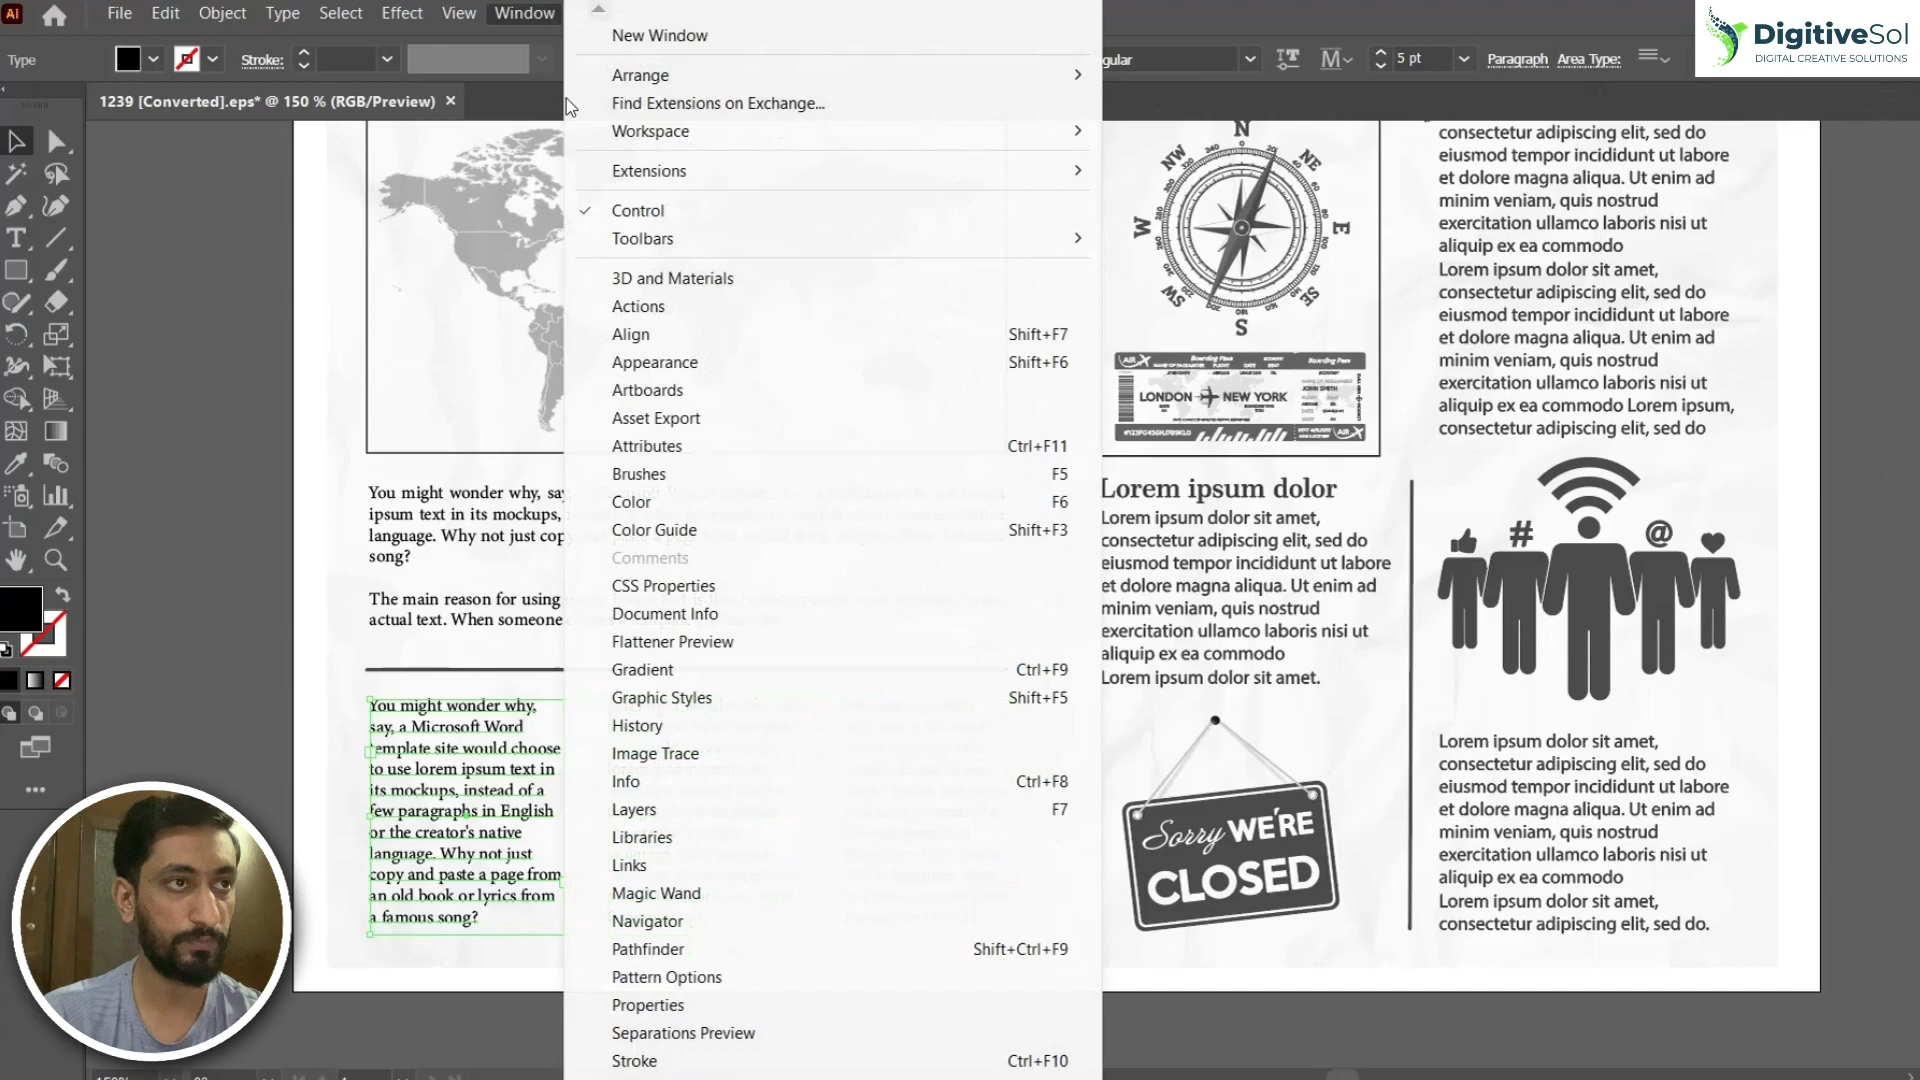 Ai
File Edit Object Type Select Effect View Window
DigitiveSol
DIGITAL CREATIVE SOLUTIONS
Type
Stroke:
gular
5 pt
Paragraph Area Type:
1239 [Converted].eps* @ 150 % (RGB/Preview)
New Window
Arrange
Find Extensions on Exchange...
Workspace
Extensions
Control
Toolbars
3D and Materials
Actions
Align Shift+F7
Appearance Shift+F6
Artboards
Asset Export
Attributes Ctrl+F11
Brushes F5
Color F6
Color Guide Shift+F3
Comments
CSS Properties
Document Info
Flattener Preview
Gradient Ctrl+F9
Graphic Styles Shift+F5
History
Image Trace
Info Ctrl+F8
Layers F7
Libraries
Links
Magic Wand
Navigator
Pathfinder Shift+Ctrl+F9
Pattern Options
Properties
Separations Preview
Stroke Ctrl+F10
You might wonder why, say
ipsum text in its mockups,
language. Why not just cop
song?
The main reason for using
actual text. When someone
You might wonder why,
say, a Microsoft Word
template site would choose
to use lorem ipsum text in
its mockups, instead of a
few paragraphs in English
or the creator's native
language. Why not just
copy and paste a page from
an old book or lyrics from
a famous song?
N
NE
E
SE
S
SW
W
NW
AIR Boarding Pass Boarding Pass
LONDON NEW YORK
JOHN SMITH
AIR
Lorem ipsum dolor
Lorem ipsum dolor sit amet,
consectetur adipiscing elit, sed do
eiusmod tempor incididunt ut labore
et dolore magna aliqua. Ut enim ad
minim veniam, quis nostrud
exercitation ullamco laboris nisi ut
aliquip ex ea commodo
Lorem ipsum dolor sit amet.
Sorry WE'RE
CLOSED
consectetur adipiscing elit, sed do
eiusmod tempor incididunt ut labore
et dolore magna aliqua. Ut enim ad
minim veniam, quis nostrud
exercitation ullamco laboris nisi ut
aliquip ex ea commodo
Lorem ipsum dolor sit amet,
consectetur adipiscing elit, sed do
eiusmod tempor incididunt ut labore
et dolore magna aliqua. Ut enim ad
minim veniam, quis nostrud
exercitation ullamco laboris nisi ut
aliquip ex ea commodo Lorem ipsum,
consectetur adipiscing elit, sed do
# @
Lorem ipsum dolor sit amet,
consectetur adipiscing elit, sed do
eiusmod tempor incididunt ut labore
et dolore magna aliqua. Ut enim ad
minim veniam, quis nostrud
exercitation ullamco laboris nisi ut
aliquip ex ea commodo
Lorem ipsum dolor sit amet,
consectetur adipiscing elit, sed do.